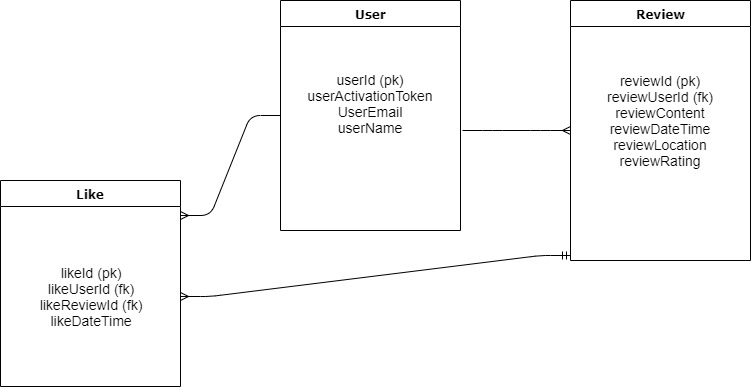 User
userId (pk)
userActivationToken
UserEmail
userName
Review
reviewId (pk)
reviewUserId (fk)
reviewContent
reviewDateTime
reviewLocation
reviewRating
Like
likeId (pk)
likeUserId (fk)
likeReviewId (fk)
likeDateTime